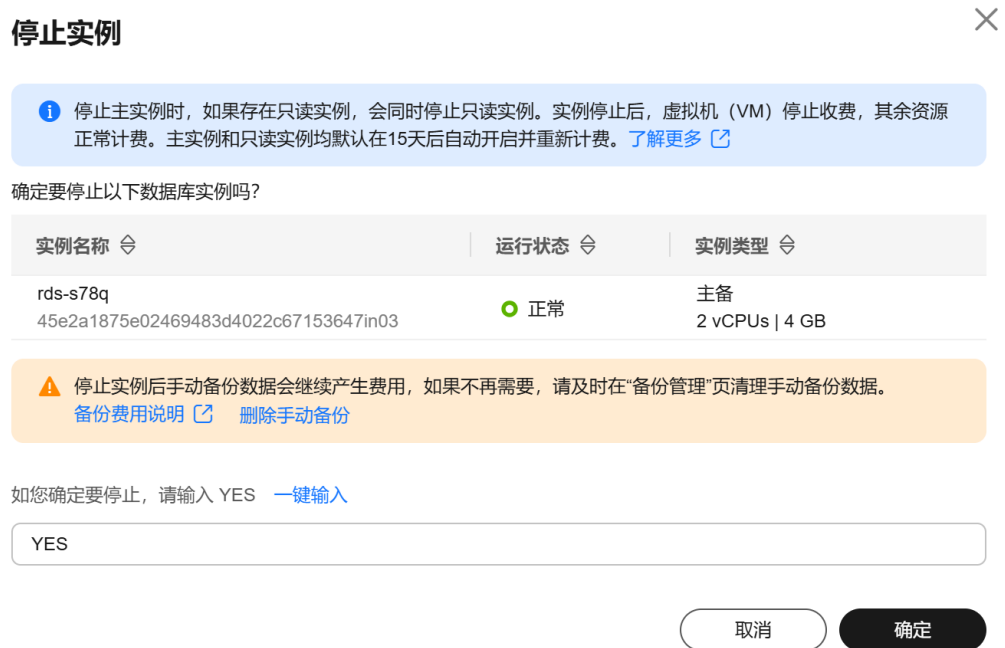 停止实例
停止主实例时，如果存在只读实例，会同时停止只读实例。实例停止后，虚拟机（VM）停止收费，其余资源
正常计费。主实例和只读实例均默认在15天后自动开启并重新计费。了解更多
确定要停止以下数据库实例吗？
实例名称 运行状态 实例类型
rds-s78q
45e2a1875e02469483d4022c67153647in03
正常
主备
2 vCPUs | 4 GB
停止实例后手动备份数据会继续产生费用，如果不再需要，请及时在“备份管理”页清理手动备份数据。
备份费用说明 删除手动备份
如您确定要停止，请输入 YES 一键输入
YES
取消 确定